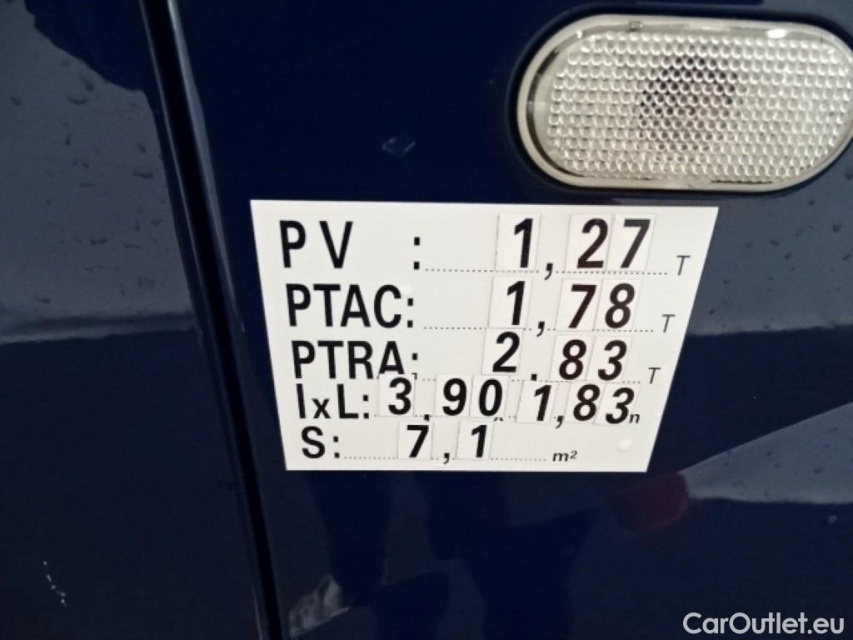 PV : 1,27 T
PTAC: 1,78 T
PTRA: 2.83 T
IxL: 3,90 x 1,83 n
S: 7,1 m²
CarOutlet.eu